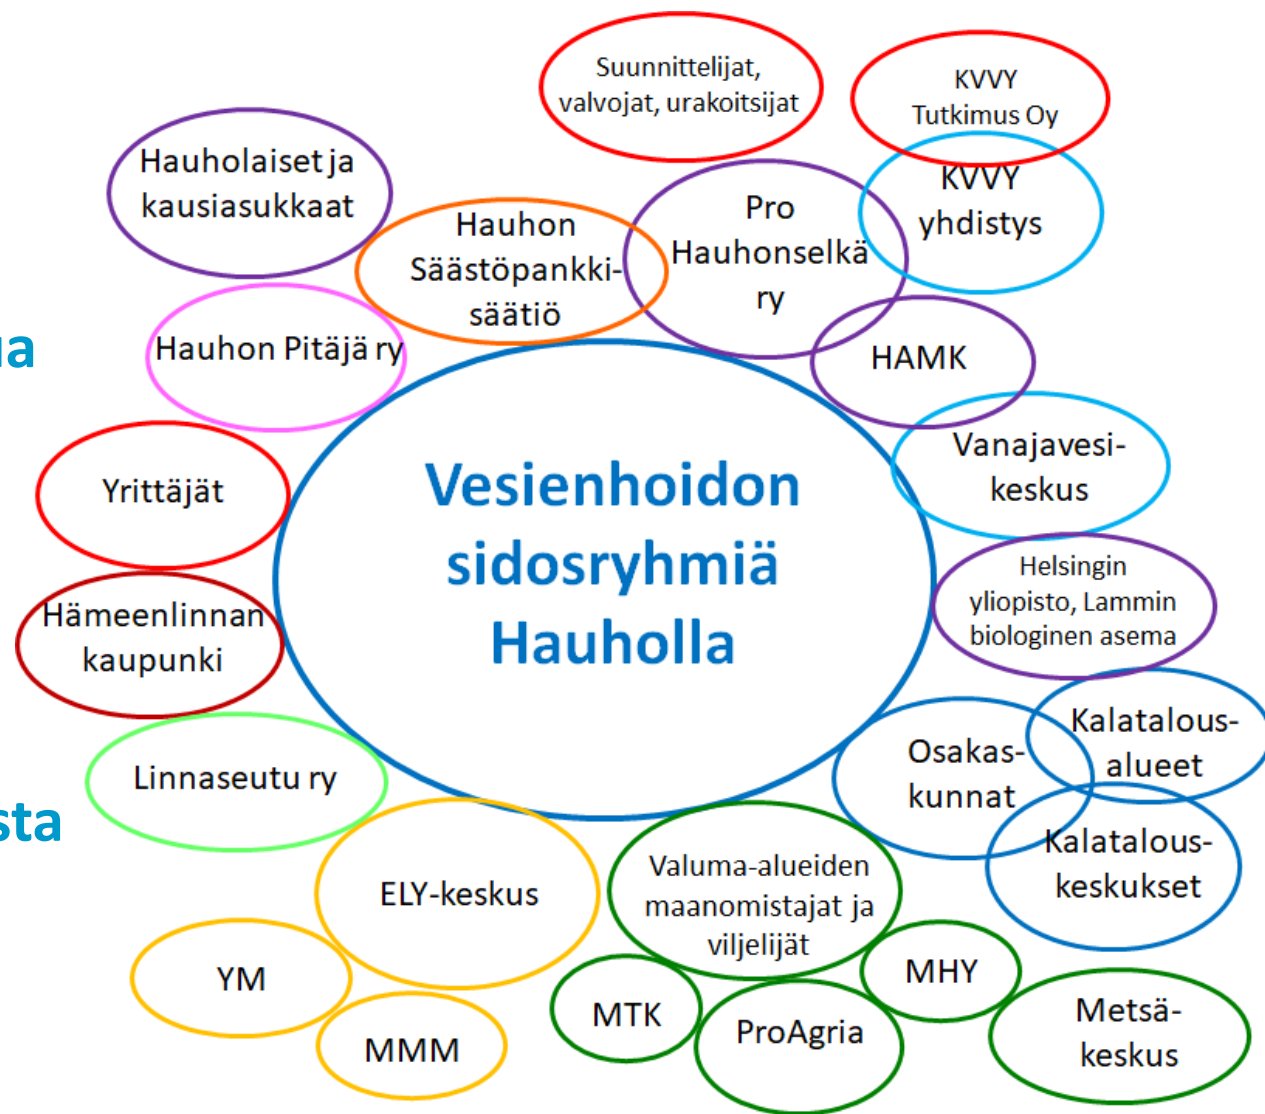 Suunnittelijat,
valvojat, urakoitsijat
KVVY
Tutkimus Oy
Hauholaiset ja
kausiasukkaat
KVVY
yhdistys
Hauhon
Säästöpankki-
säätiö
Pro
Hauhonselkä
ry
Hauhon Pitäjä ry
HAMK
Vanajavesi-
keskus
Yrittäjät
Vesienhoidon
sidosryhmiä
Hauholla
Helsingin
yliopisto, Lammin
biologinen asema
Hämeenlinnan
kaupunki
Kalatalous-
alueet
Osakas-
kunnat
Linnaseutu ry
sta
Kalatalous-
keskukset
ELY-keskus
Valuma-alueiden
maanomistajat ja
viljelijät
YM
MMM
MTK
ProAgria
MHY
Metsä-
keskus